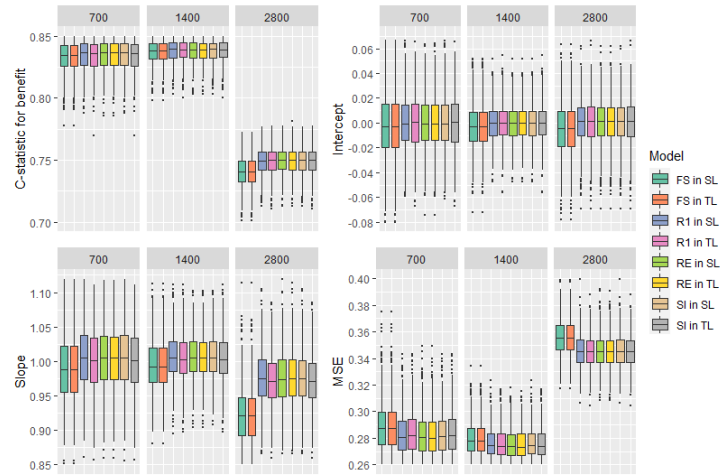 700 1400 2800
C-statistic for benefit
0.85
0.80
0.75
0.70
700 1400 2800
Intercept
0.06
0.04
0.02
0.00
-0.02
-0.04
-0.06
-0.08
700 1400 2800
Slope
1.10
1.05
1.00
0.95
0.90
0.85
700 1400 2800
MSE
0.40
0.38
0.36
0.34
0.32
0.30
0.28
0.26
Model
FS in SL
FS in TL
R1 in SL
R1 in TL
RE in SL
RE in TL
SI in SL
SI in TL